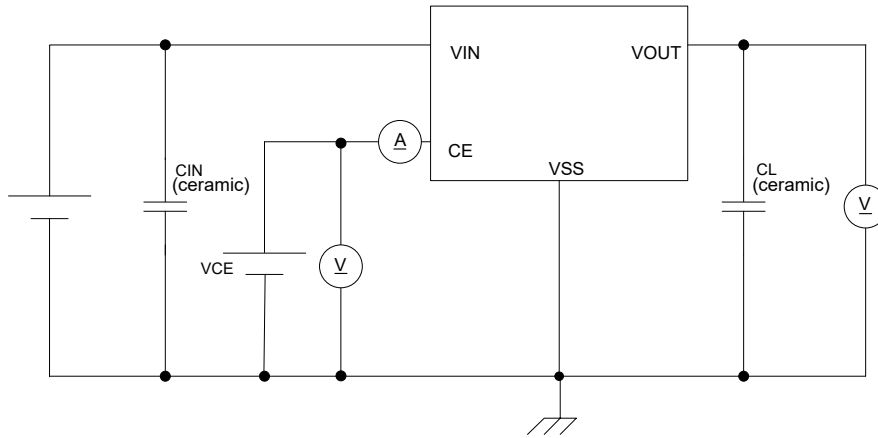 VIN
VOUT
A
CE
VSS
CIN
(ceramic)
CL
(ceramic)
V
VCE
V